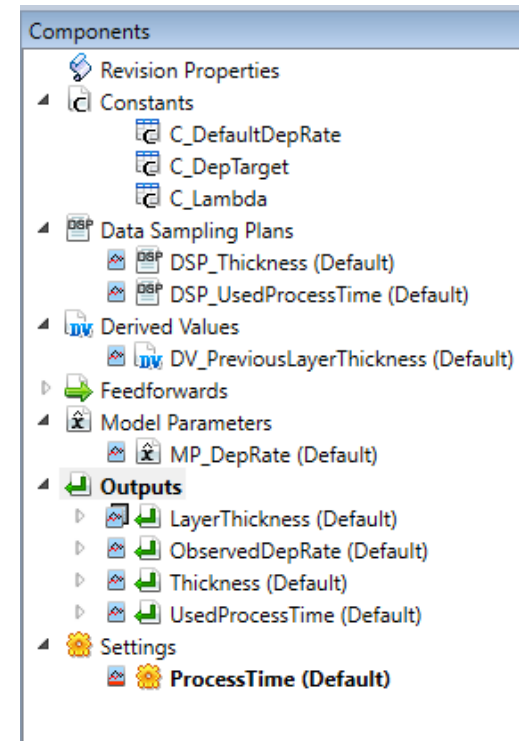 Components
Revision Properties
Constants
C_DefaultDepRate
C_DepTarget
C_Lambda
Data Sampling Plans
DSP_Thickness (Default)
DSP_UsedProcessTime (Default)
Derived Values
DV_PreviousLayerThickness (Default)
Feedforwards
Model Parameters
MP_DepRate (Default)
Outputs
LayerThickness (Default)
ObservedDepRate (Default)
Thickness (Default)
UsedProcessTime (Default)
Settings
ProcessTime (Default)